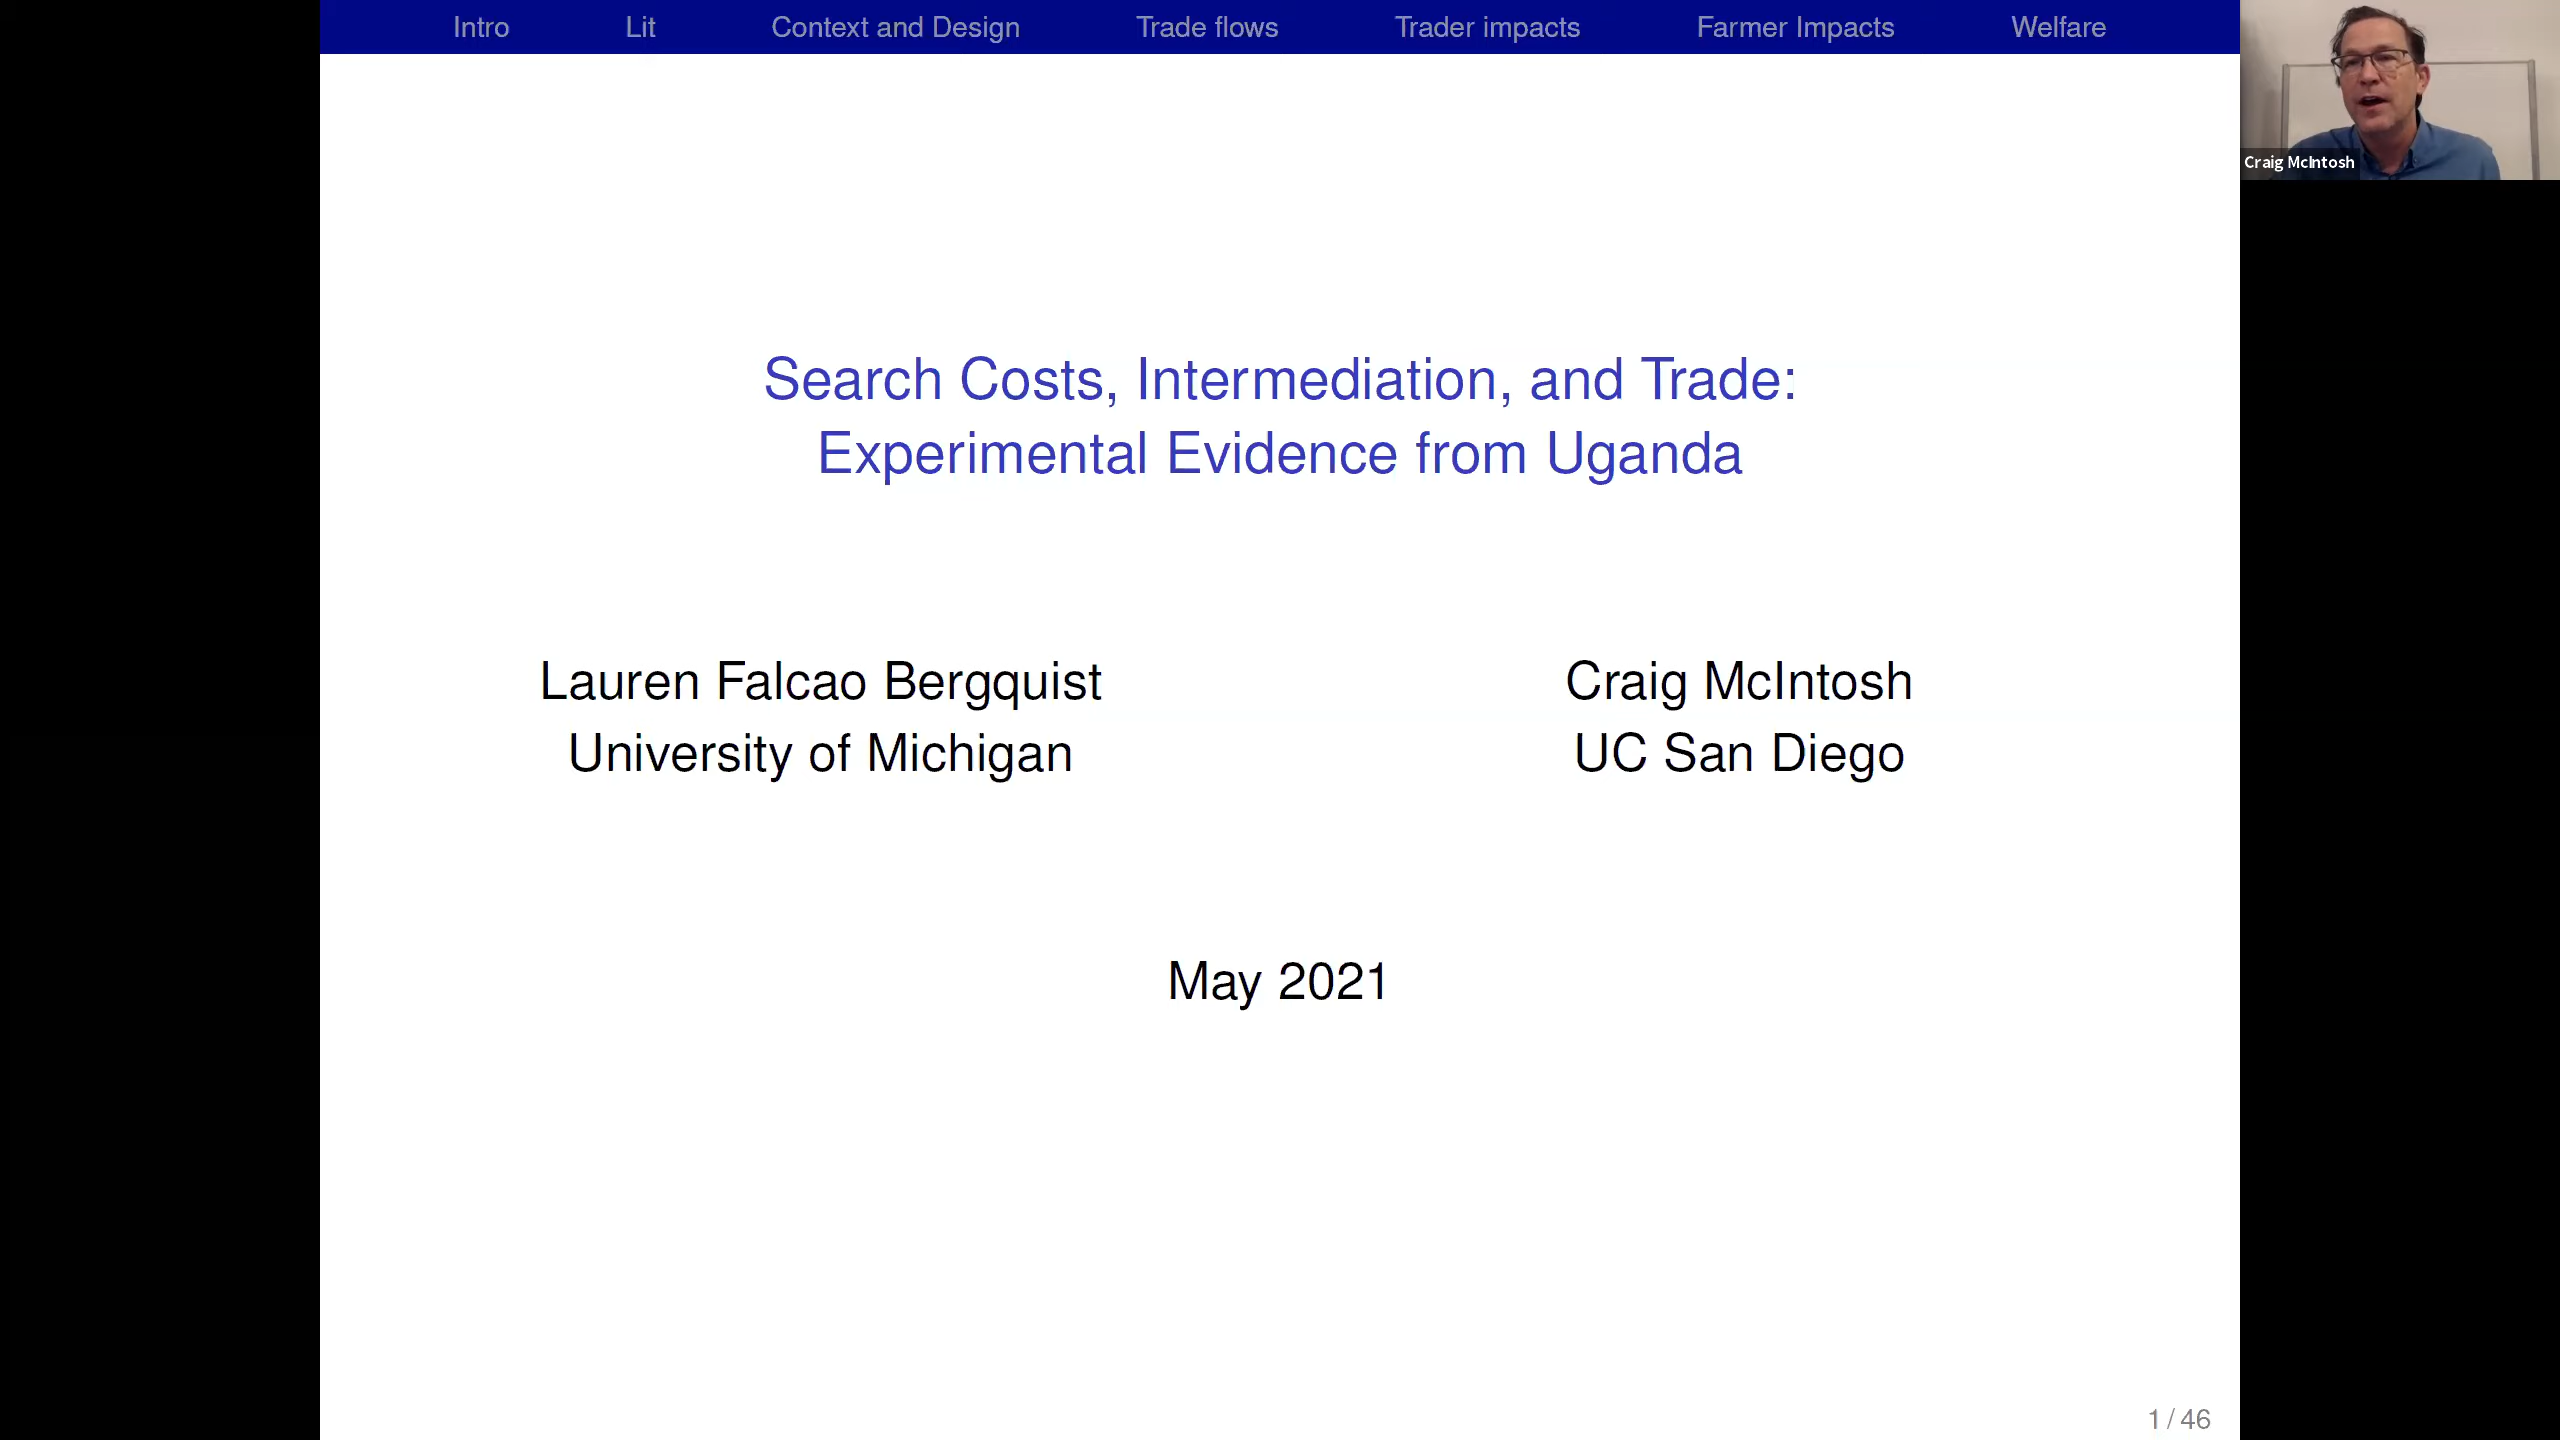 Intro Lit Context and Design Trade flows Trader impacts Farmer Impacts Welfare
Craig McIntosh
Search Costs, Intermediation, and Trade:
Experimental Evidence from Uganda
Lauren Falcao Bergquist
University of Michigan
Craig McIntosh
UC San Diego
May 2021
1 / 46